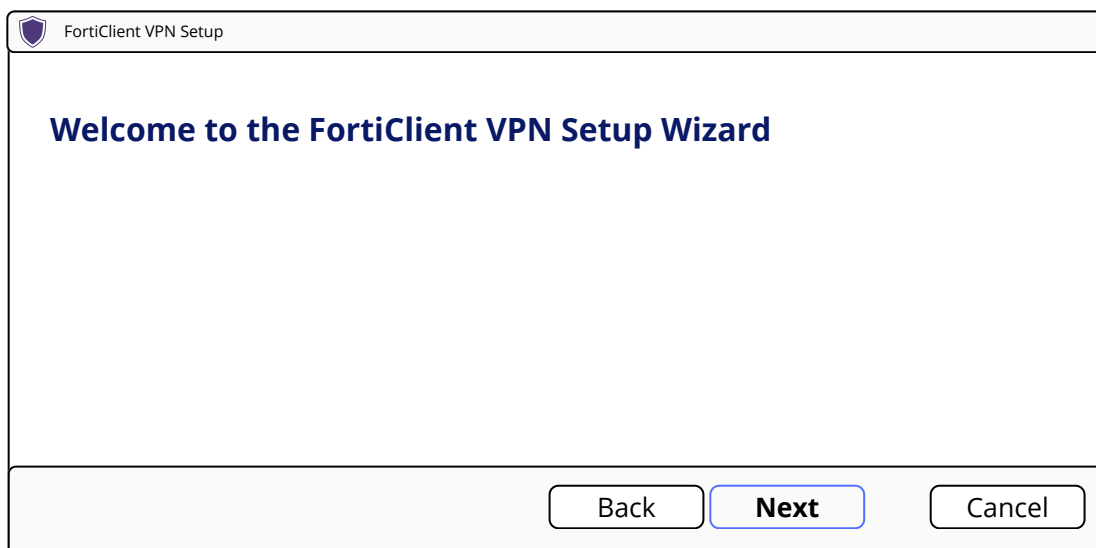 FortiClient VPN Setup
Welcome to the FortiClient VPN Setup Wizard
Back Next Cancel